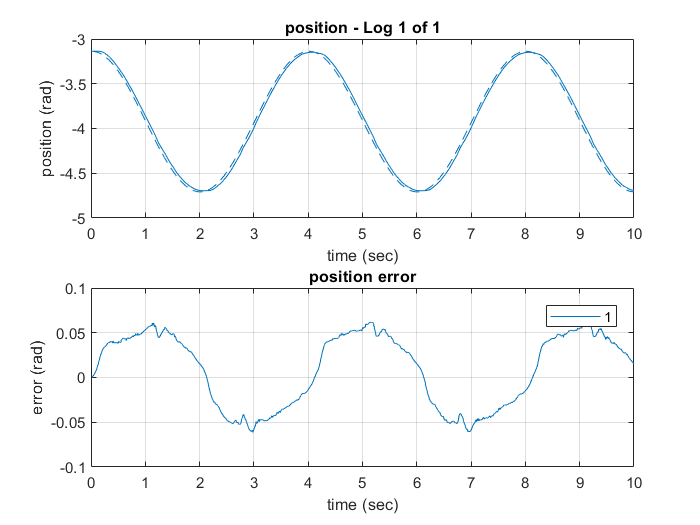 position - Log 1 of 1
-3
-3.5
-4
-4.5
-5
position (rad)
0 1 2 3 4 5 6 7 8 9 10
time (sec)
position error
0.1
0.05
0
-0.05
-0.1
error (rad)
1
0 1 2 3 4 5 6 7 8 9 10
time (sec)